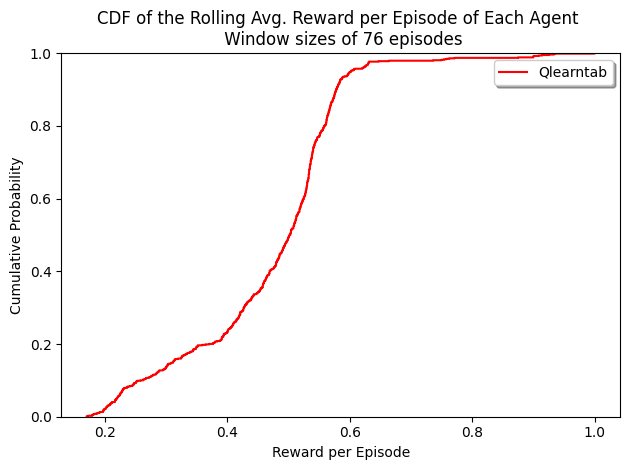 CDF of the Rolling Avg. Reward per Episode of Each Agent
Window sizes of 76 episodes
1.0
0.8
0.6
0.4
0.2
0.0
Cumulative Probability
Qlearntab
0.2
0.4
0.6
0.8
1.0
Reward per Episode